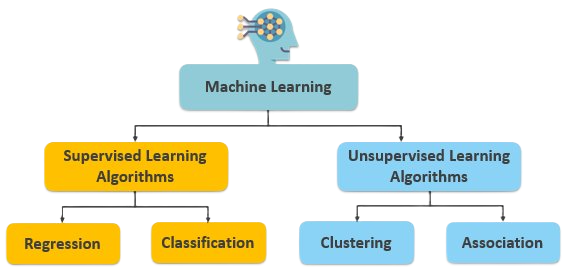 Machine Learning
Supervised Learning
Algorithms
Unsupervised Learning
Algorithms
Regression
Classification
Clustering
Association